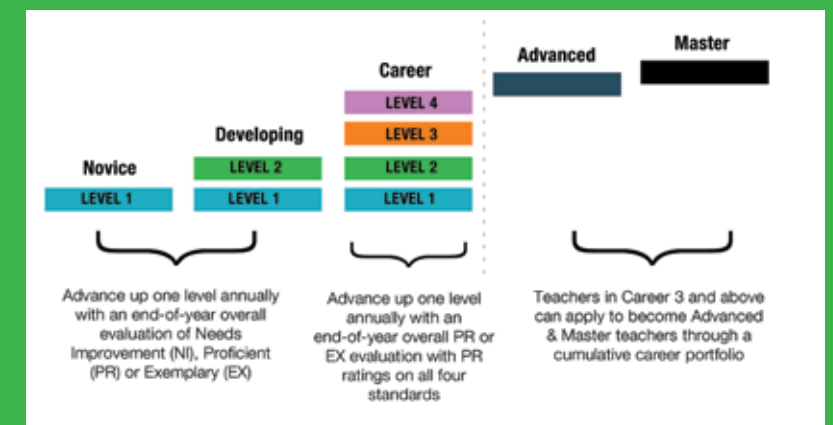 Master
Advanced
Career
LEVEL 4
Developing
LEVEL 3
Novice
LEVEL 2
LEVEL 2
LEVEL 1
LEVEL 1
LEVEL 1
Advance up one level annually
with an end-of-year overall
evaluation of Needs
Improvement (NI), Proficient
(PR) or Exemplary (EX)
Advance up one level
annually with an
end-of-year overall PR or
EX evaluation with PR
ratings on all four
standards
Teachers in Career 3 and above
can apply to become Advanced
& Master teachers through a
cumulative career portfolio